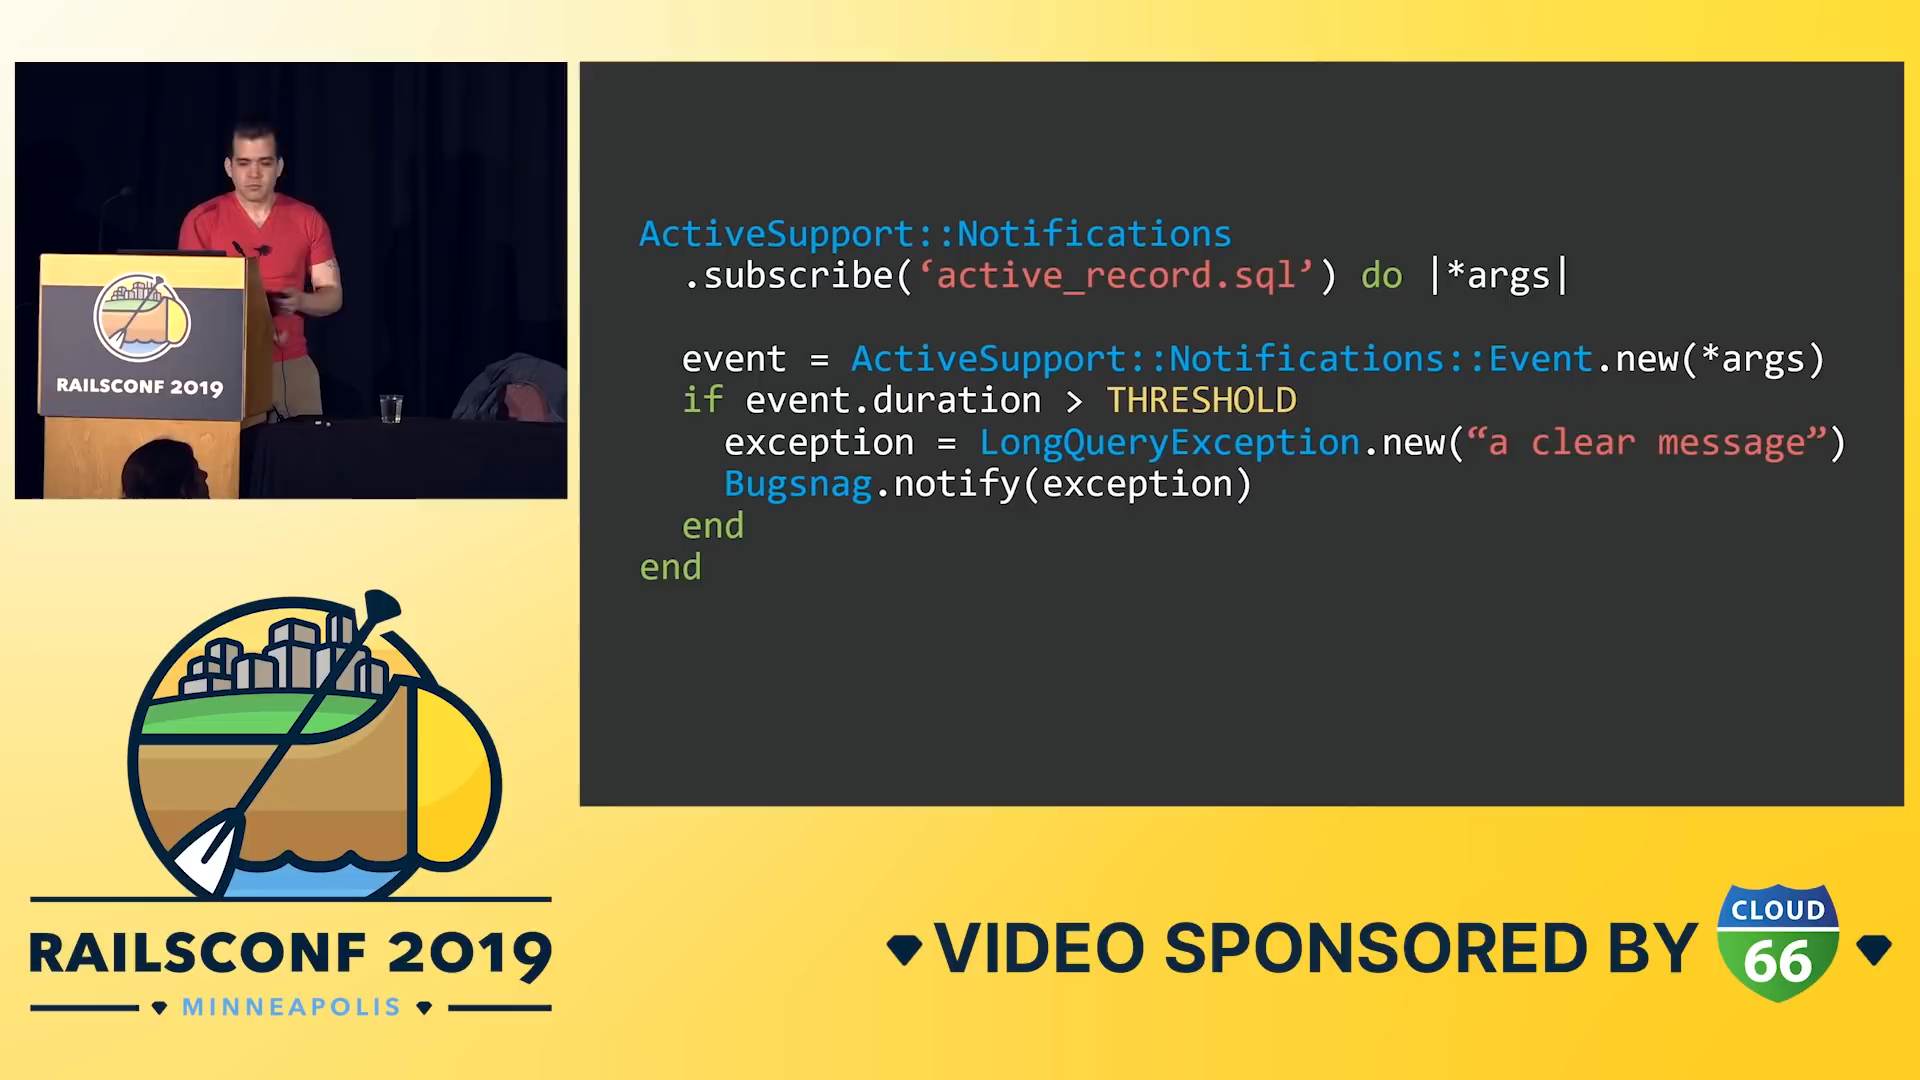 RAILSCONF 2019
ActiveSupport::Notifications
.subscribe(‘active_record.sql’) do |*args|
event = ActiveSupport::Notifications::Event.new(*args)
if event.duration > THRESHOLD
exception = LongQueryException.new(“a clear message”)
Bugsnag.notify(exception)
end
end
RAILSCONF 2019
MINNEAPOLIS
VIDEO SPONSORED BY
CLOUD
66